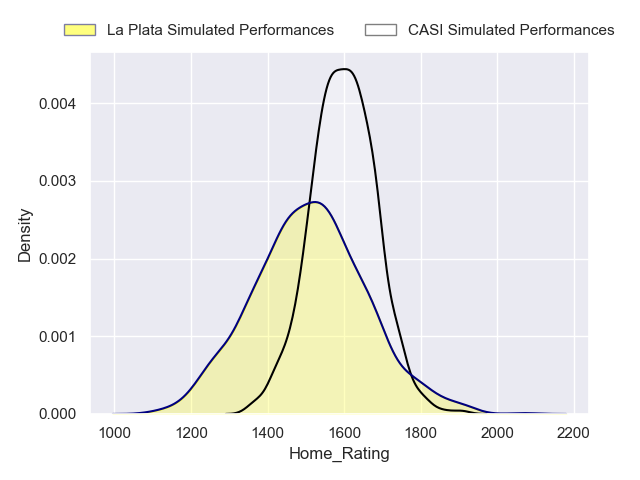 La Plata Simulated Performances CASI Simulated Performances
0.004
0.003
0.002
0.001
0.000
Density
1000 1200 1400 1600 1800 2000 2200
Home_Rating